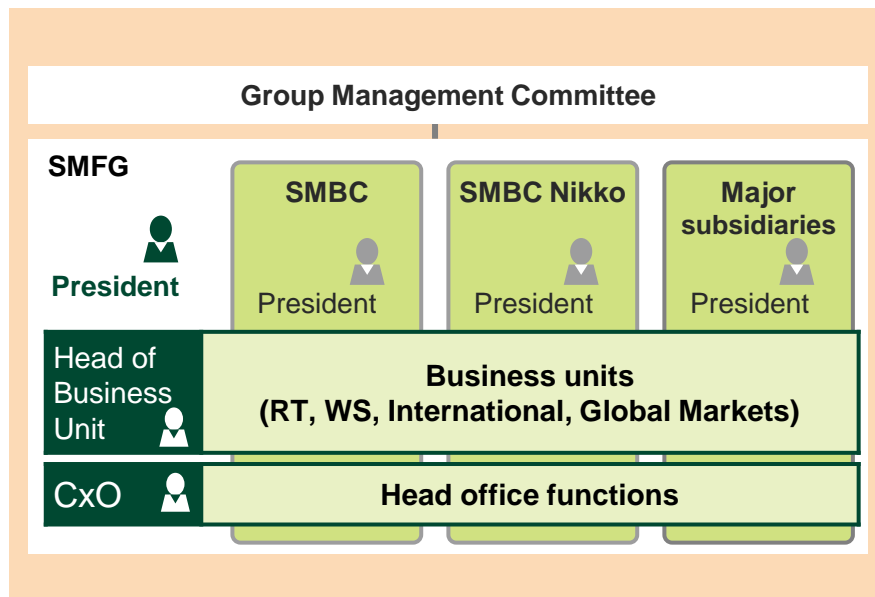 Group Management Committee
SMFG
President
SMBC
President
SMBC Nikko
President
Major
subsidiaries
President
Head of
Business
Unit
Business units
(RT, WS, International, Global Markets)
CxO
Head office functions